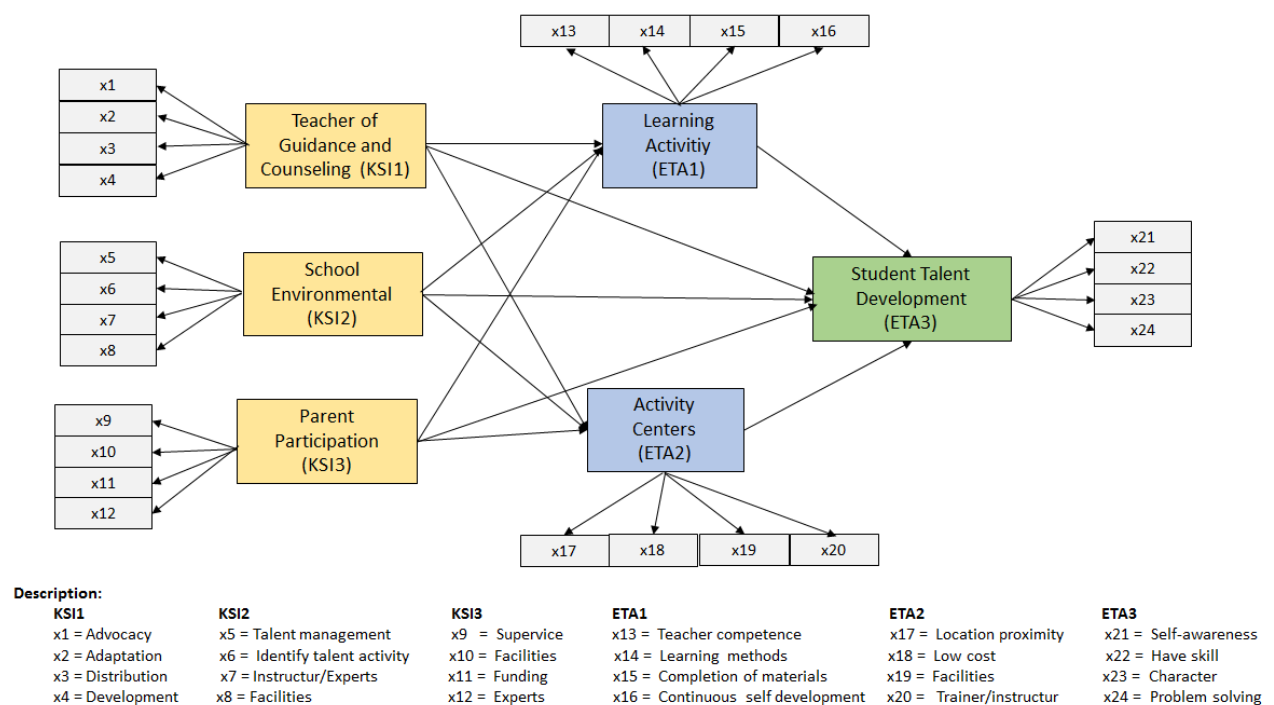 x13 x14 x15 x16
x1
x2
x3
x4
Teacher of
Guidance and
Counseling (KSI1)
Learning
Activitiy
(ETA1)
x5
x6
x7
x8
School
Environmental
(KSI2)
Student Talent
Development
(ETA3)
x21
x22
x23
x24
x9
x10
x11
x12
Parent
Participation
(KSI3)
Activity
Centers
(ETA2)
x17 x18 x19 x20
Description:
KSI1
x1 = Advocacy
x2 = Adaptation
x3 = Distribution
x4 = Development
KSI2
x5 = Talent management
x6 = Identify talent activity
x7 = Instructur/Experts
x8 = Facilities
KSI3
x9 = Supervice
x10 = Facilities
x11 = Funding
x12 = Experts
ETA1
x13 = Teacher competence
x14 = Learning methods
x15 = Completion of materials
x16 = Continuous self development
ETA2
x17 = Location proximity
x18 = Low cost
x19 = Facilities
x20 = Trainer/instructur
ETA3
x21 = Self-awareness
x22 = Have skill
x23 = Character
x24 = Problem solving